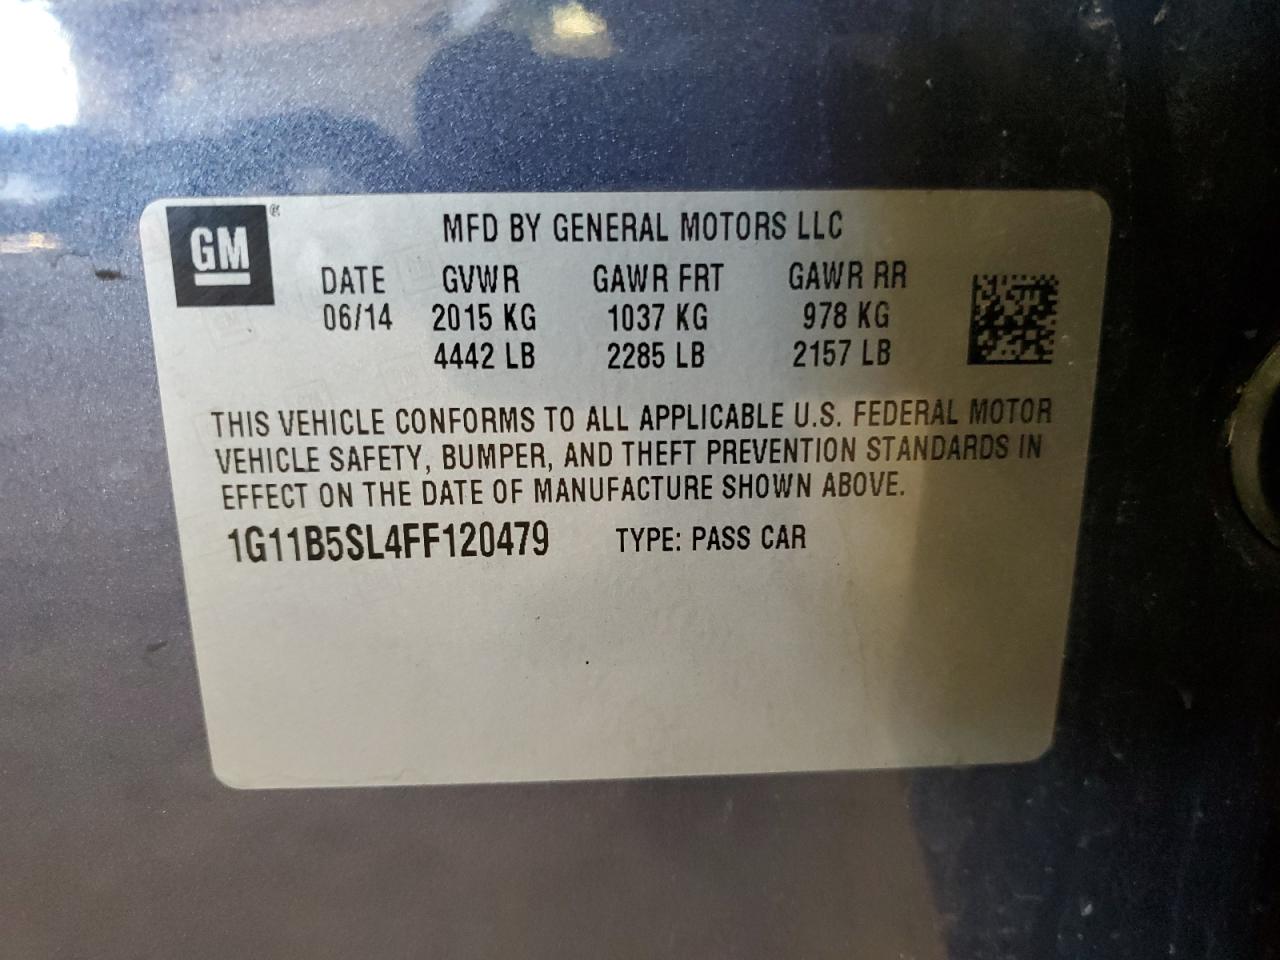 GM®
MFD BY GENERAL MOTORS LLC
DATE GVWR GAWR FRT GAWR RR
06/14 2015 KG 1037 KG 978 KG
4442 LB 2285 LB 2157 LB
THIS VEHICLE CONFORMS TO ALL APPLICABLE U.S. FEDERAL MOTOR
VEHICLE SAFETY, BUMPER, AND THEFT PREVENTION STANDARDS IN
EFFECT ON THE DATE OF MANUFACTURE SHOWN ABOVE.
1G11B5SL4FF120479 TYPE: PASS CAR